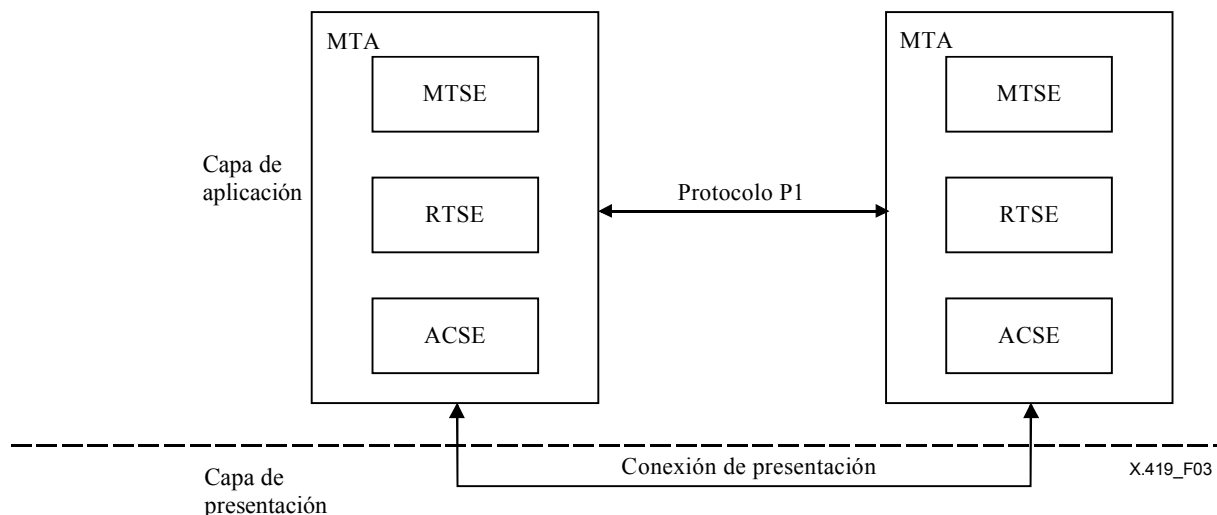 MTA
MTA
MTSE
MTSE
Capa de
aplicación
Protocolo P1
RTSE
RTSE
ACSE
ACSE
Conexión de presentación
X.419_F03
Capa de
presentación